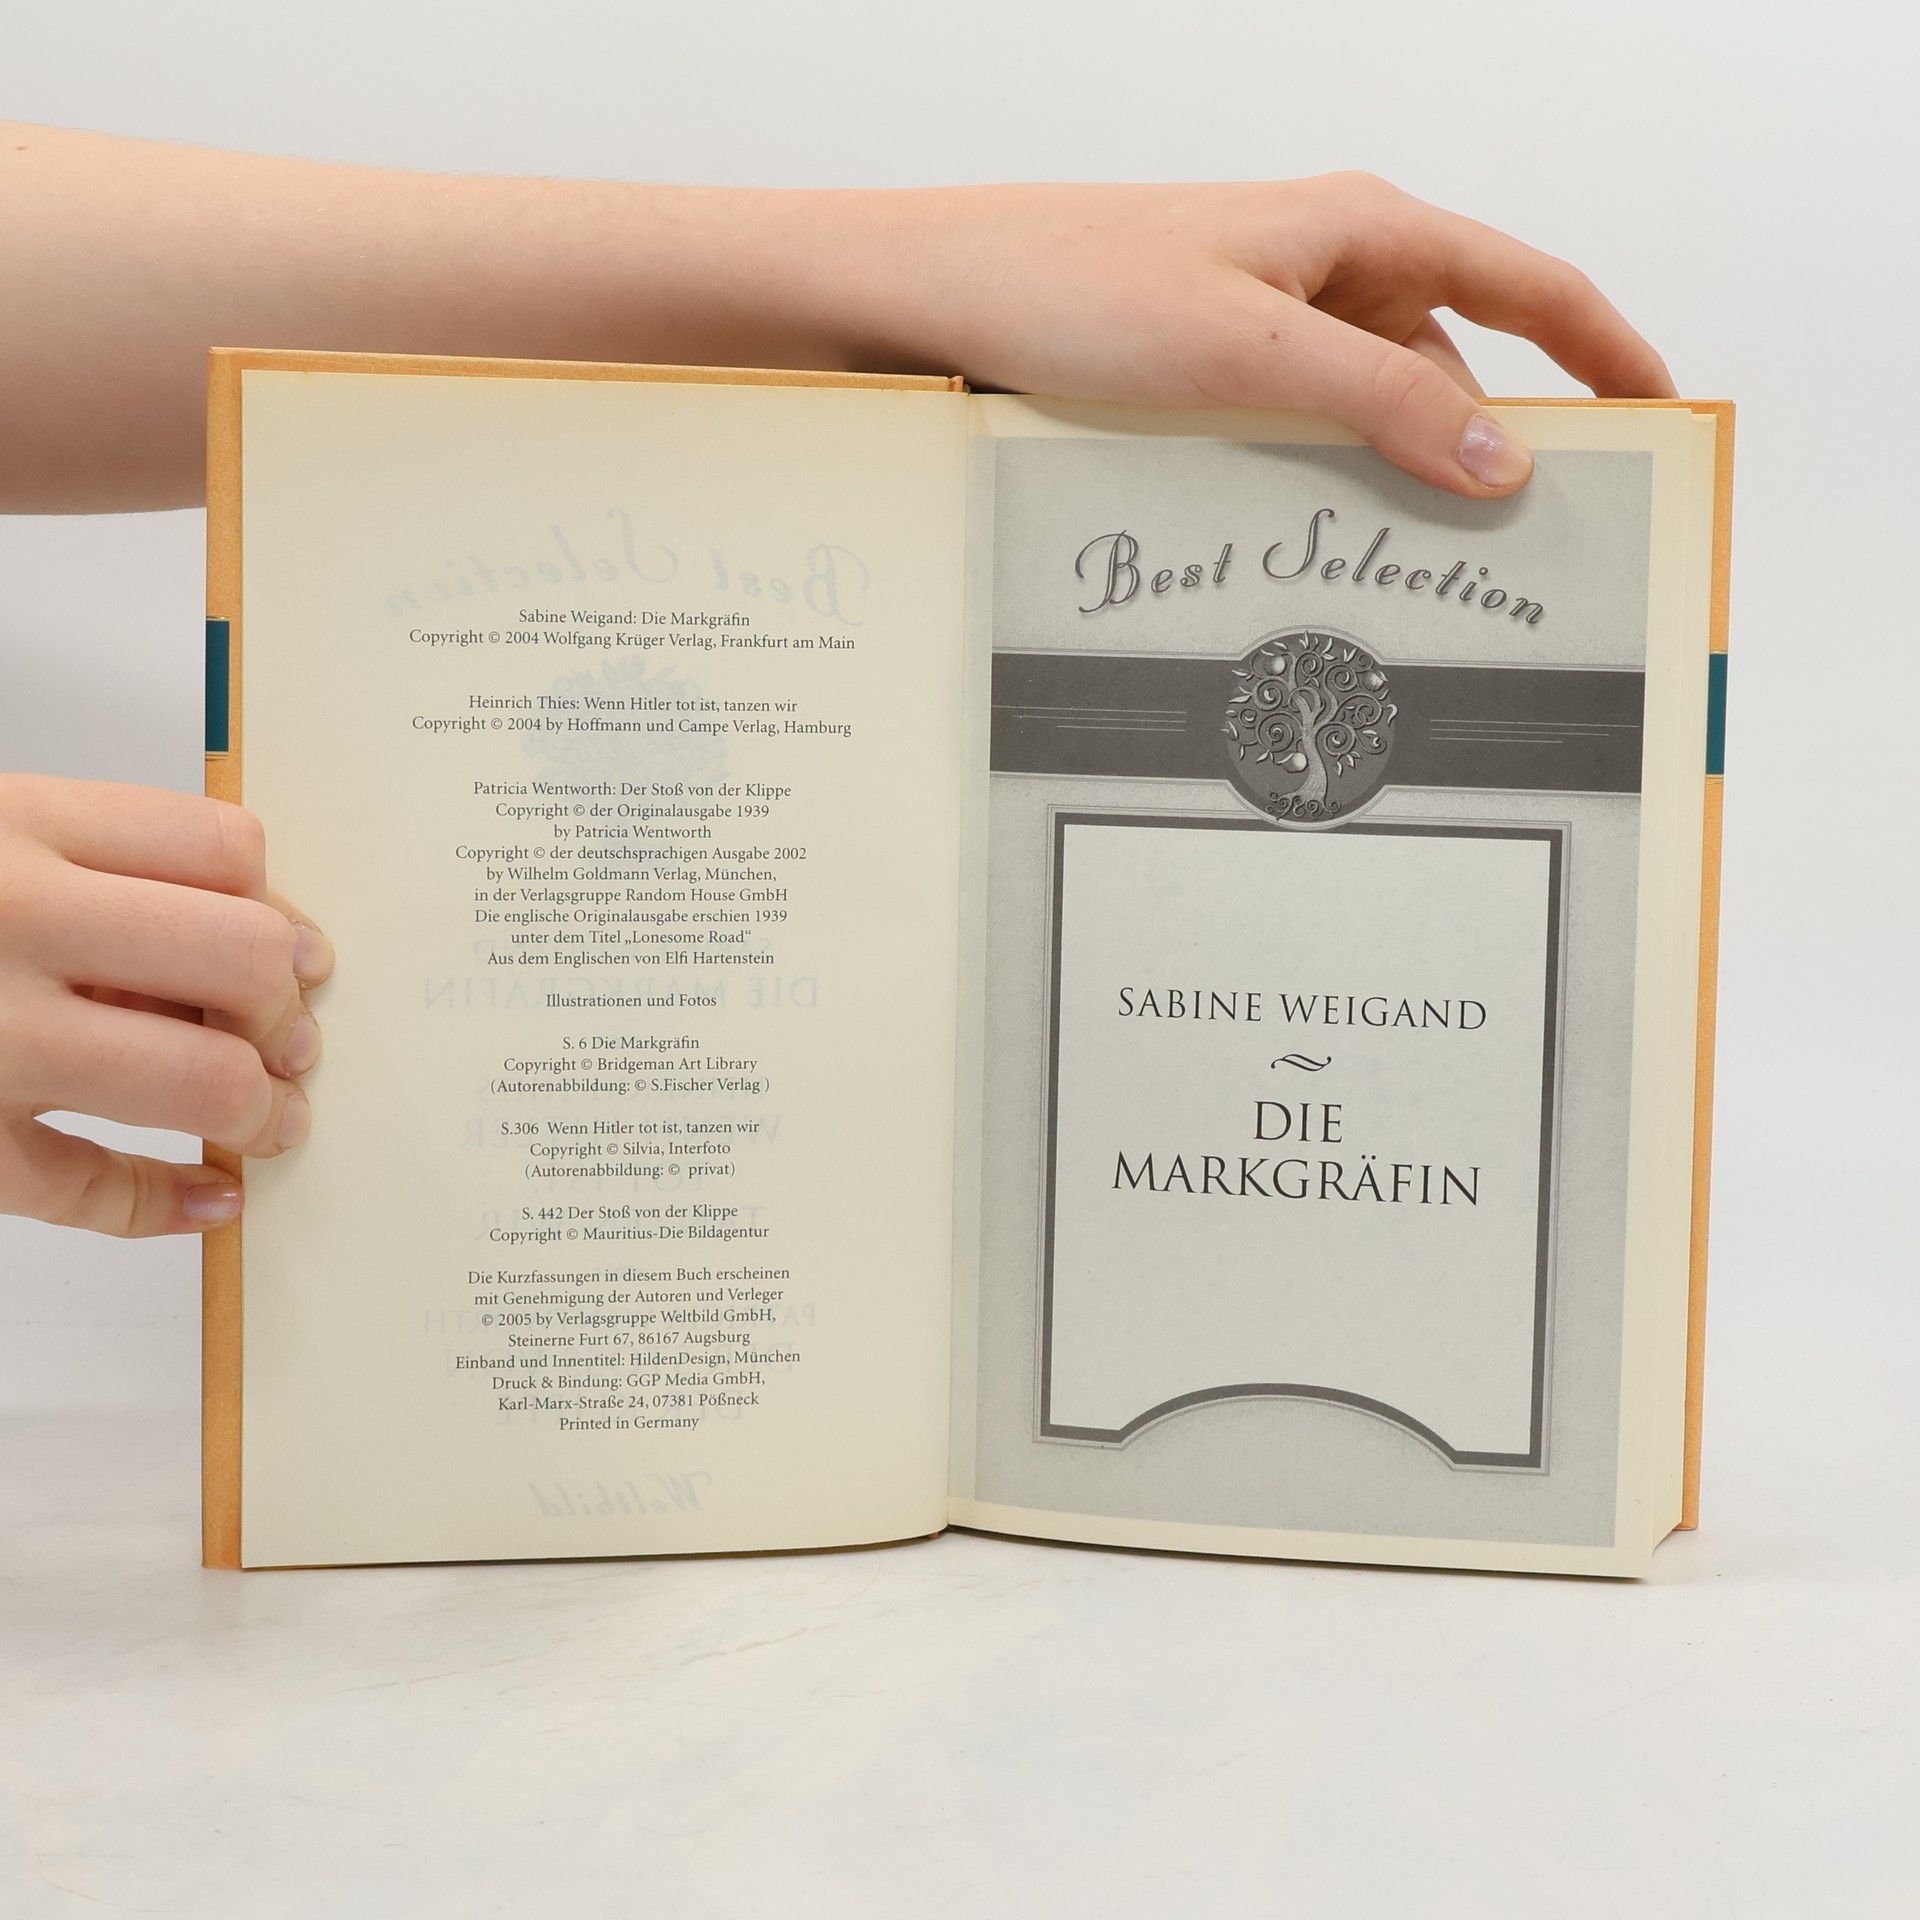 Sabine Weigand: Die Markgräfin
Copyright © 2004 Wolfgang Krüger Verlag, Frankfurt am Main
Heinrich Thies: Wenn Hitler tot ist, tanzen wir
Copyright © 2004 by Hoffmann und Campe Verlag, Hamburg
Patricia Wentworth: Der Stoß von der Klippe
Copyright © der Originalausgabe 1939
by Patricia Wentworth
Copyright © der deutschsprachigen Ausgabe 2002
by Wilhelm Goldmann Verlag, München,
in der Verlagsgruppe Random House GmbH
Die englische Originalausgabe erschien 1939
unter dem Titel „Lonesome Road“
Aus dem Englischen von Elfi Hartenstein
Illustrationen und Fotos
S. 6 Die Markgräfin
Copyright © Bridgeman Art Library
(Autorenabbildung: © S.Fischer Verlag )
S.306 Wenn Hitler tot ist, tanzen wir
Copyright © Silvia, Interfoto
(Autorenabbildung: © privat)
S. 442 Der Stoß von der Klippe
Copyright © Mauritius-Die Bildagentur
Die Kurzfassungen in diesem Buch erscheinen
mit Genehmigung der Autoren und Verleger
© 2005 by Verlagsgruppe Weltbild GmbH,
Steinerne Furt 67, 86167 Augsburg
Einband und Innentitel: HildenDesign, München
Druck & Bindung: GGP Media GmbH,
Karl-Marx-Straße 24, 07381 Pößneck
Printed in Germany
Best Selection
SABINE WEIGAND
DIE
MARKGRÄFIN